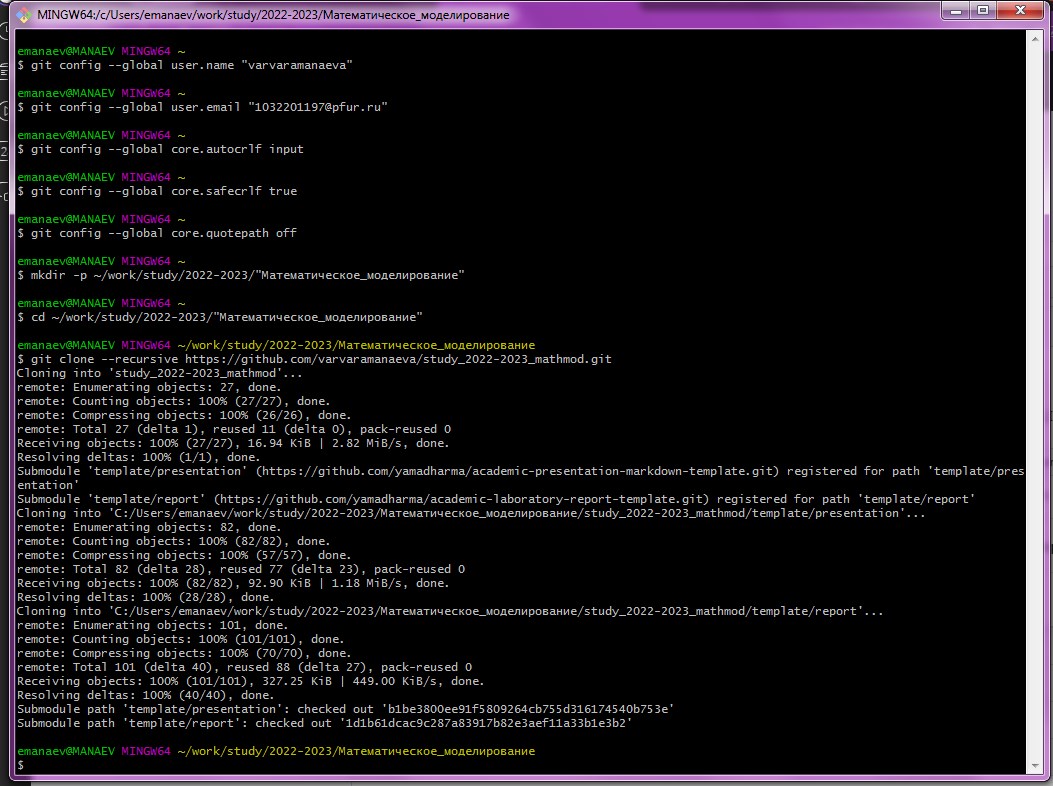 MINGW64:/c/Users/emanaev/work/study/2022-2023/Математическое_моделирование
emanaev@MANAEV MINGW64 ~
$ git config --global user.name "varvaramanaeva"
emanaev@MANAEV MINGW64 ~
$ git config --global user.email "1032201197@pfur.ru"
emanaev@MANAEV MINGW64 ~
$ git config --global core.autocrlf input
emanaev@MANAEV MINGW64 ~
$ git config --global core.safecrlf true
emanaev@MANAEV MINGW64 ~
$ git config --global core.quotepath off
emanaev@MANAEV MINGW64 ~
$ mkdir -p ~/work/study/2022-2023/"Математическое_моделирование"
emanaev@MANAEV MINGW64 ~
$ cd ~/work/study/2022-2023/"Математическое_моделирование"
emanaev@MANAEV MINGW64 ~/work/study/2022-2023/Математическое_моделирование
$ git clone --recursive https://github.com/varvaramanaeva/study_2022-2023_mathmod.git
Cloning into 'study_2022-2023_mathmod'...
remote: Enumerating objects: 27, done.
remote: Counting objects: 100% (27/27), done.
remote: Compressing objects: 100% (26/26), done.
remote: Total 27 (delta 1), reused 11 (delta 0), pack-reused 0
Receiving objects: 100% (27/27), 16.94 KiB | 2.82 MiB/s, done.
Resolving deltas: 100% (1/1), done.
Submodule 'template/presentation' (https://github.com/yamadharma/academic-presentation-markdown-template.git) registered for path 'template/pres
entation'
Submodule 'template/report' (https://github.com/yamadharma/academic-laboratory-report-template.git) registered for path 'template/report'
Cloning into 'C:/Users/emanaev/work/study/2022-2023/Математическое_моделирование/study_2022-2023_mathmod/template/presentation'...
remote: Enumerating objects: 82, done.
remote: Counting objects: 100% (82/82), done.
remote: Compressing objects: 100% (57/57), done.
remote: Total 82 (delta 28), reused 77 (delta 23), pack-reused 0
Receiving objects: 100% (82/82), 92.90 KiB | 1.18 MiB/s, done.
Resolving deltas: 100% (28/28), done.
Cloning into 'C:/Users/emanaev/work/study/2022-2023/Математическое_моделирование/study_2022-2023_mathmod/template/report'...
remote: Enumerating objects: 101, done.
remote: Counting objects: 100% (101/101), done.
remote: Compressing objects: 100% (70/70), done.
remote: Total 101 (delta 40), reused 88 (delta 27), pack-reused 0
Receiving objects: 100% (101/101), 327.25 KiB | 449.00 KiB/s, done.
Resolving deltas: 100% (40/40), done.
Submodule path 'template/presentation': checked out 'b1be3800ee91f5809264cb755d316174540b753e'
Submodule path 'template/report': checked out '1d1b61dcac9c287a83917b82e3aef11a33b1e3b2'
emanaev@MANAEV MINGW64 ~/work/study/2022-2023/Математическое_моделирование
$